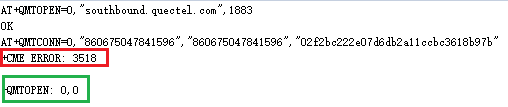 AT+QMTOPEN=0,"southbound.quectel.com",1883
OK
AT+QMTCONN=0,"860675047841596","860675047841596","02f2bc222e07d6db2a11ccbc3618b97b"
+CME ERROR: 3518
+QMTOPEN: 0,0